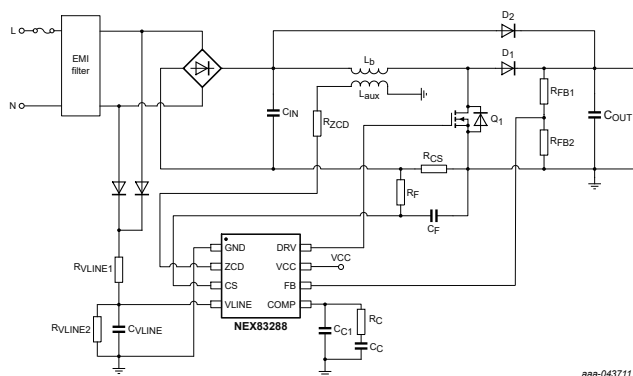 D2
L
EMI
filter
Lb
D1
Laux
RFB1
N
CIN
RZCD
Q1
COUT
RFB2
RCS
RF
CF
GND
DRV
RVLINE1
VCC
ZCD
VCC
CS
FB
VLINE
COMP
RVLINE2
CVLINE
NEX83288
CC1
RC
CC
aaa-043711